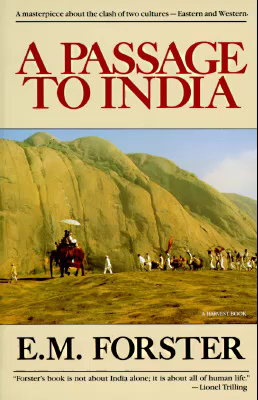 A masterpiece about the clash of two cultures—Eastern and Western.
A PASSAGE
TO INDIA
A HARVEST BOOK
E.M. FORSTER
"Forster's book is not about India alone; it is about all of human life."
—Lionel Trilling